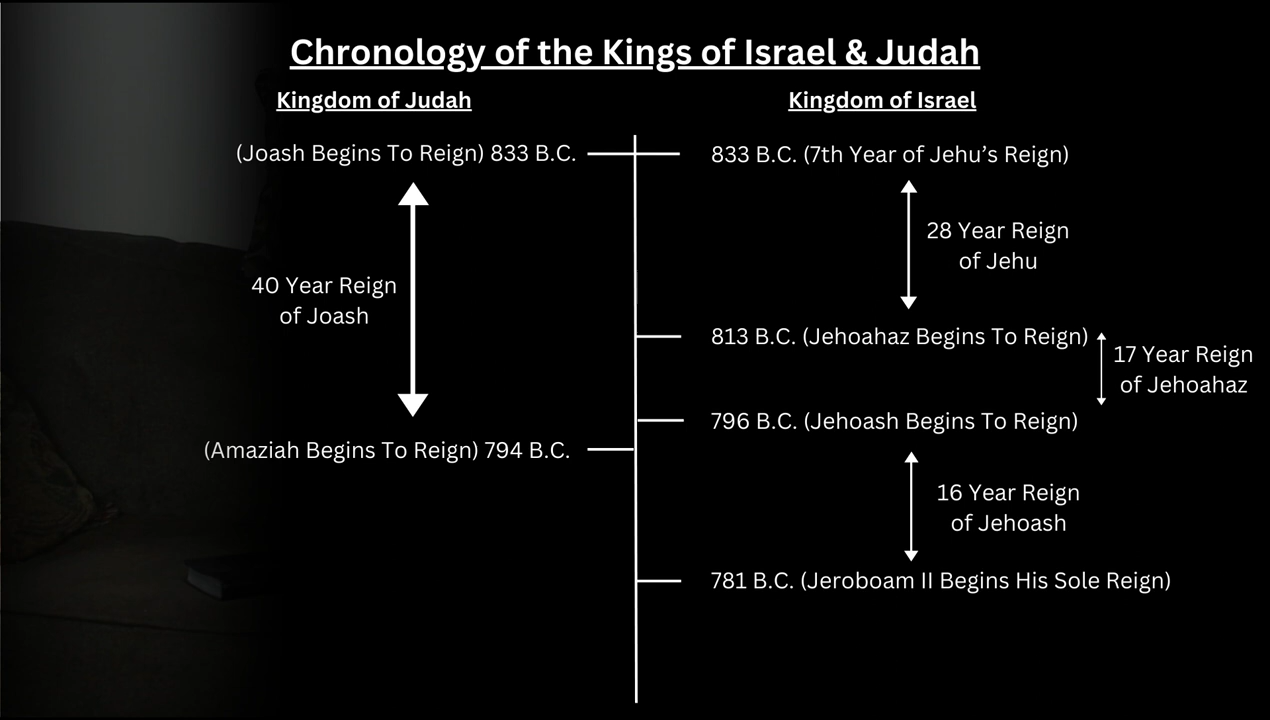 Chronology of the Kings of Israel & Judah
Kingdom of Judah
Kingdom of Israel
(Joash Begins To Reign) 833 B.C.
833 B.C. (7th Year of Jehu’s Reign)
28 Year Reign
of Jehu
40 Year Reign
of Joash
813 B.C. (Jehoahaz Begins To Reign)
17 Year Reign
of Jehoahaz
796 B.C. (Jehoash Begins To Reign)
(Amaziah Begins To Reign) 794 B.C.
16 Year Reign
of Jehoash
781 B.C. (Jeroboam II Begins His Sole Reign)